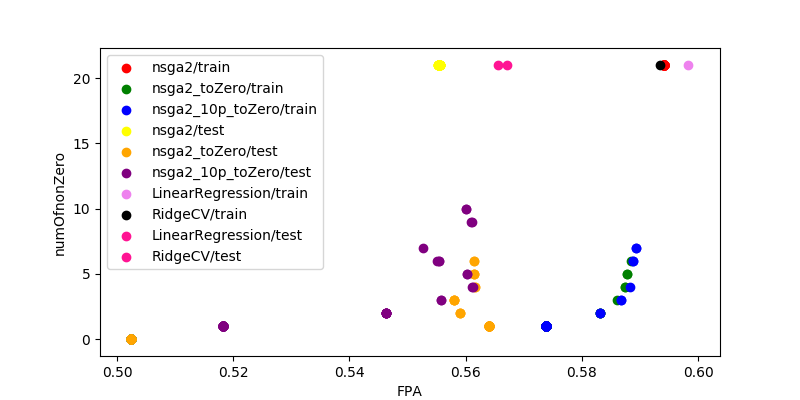 nsga2/train
nsga2_toZero/train
nsga2_10p_toZero/train
nsga2/test
nsga2_toZero/test
nsga2_10p_toZero/test
LinearRegression/train
RidgeCV/train
LinearRegression/test
RidgeCV/test
numOfnonZero
20
15
10
5
0
0.50 0.52 0.54 0.56 0.58 0.60
FPA